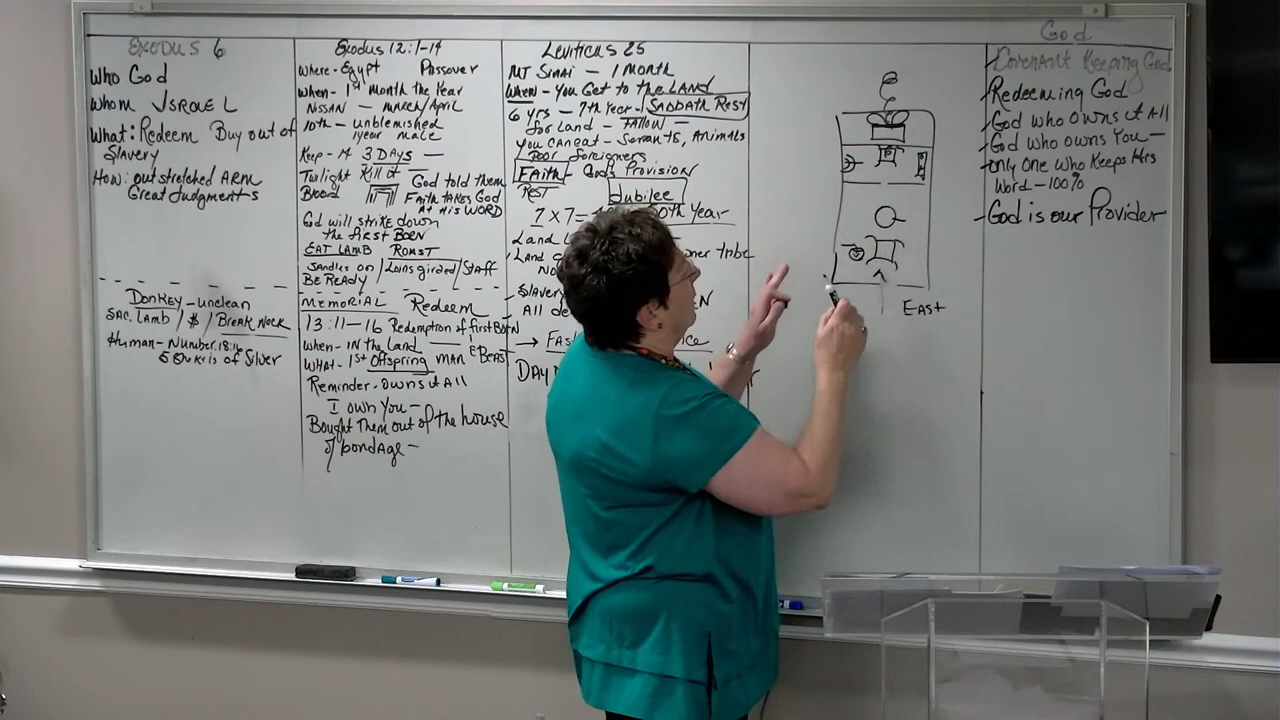 Exodus 6
Who God
Whom ISRAEL
What: Redeem Buy out of
Slavery
How: outstretched ARM
Great Judgments
Donkey - unclean
Sac. Lamb / $ / Break Neck
Human - Number 18:16
5 Shekels of Silver
Exodus 12:1-14
Where - Egypt Passover
When - 1st Month the Year
Nissan - March/April
10th - unblemished
1 year male
Keep - 3 DAYS
Twilight Kill it
Blood
God told them
Faith takes God
At His WORD
God will strike down
the First BORN
EAT LAMB ROAST
Sandles on / Loins girded / Staff
BE READY
MEMORIAL Redeem
13:11-16 Redemption of first BORN
When - IN the Land
WHAT - 1st Offspring MAN & BEAST
Reminder - owns it All
I own You -
Bought Them out of the house
of bondage -
Leviticus 25
MT Sinai - 1 Month
When - You Get to the LAND
6 yrs - 7th Year - SABBATH REST
for Land - Fallow -
You can eat - Servants, Animals
Poor Foreigners
Faith - God's Provision
REST
Jubilee
7 x 7 = 50th Year
Land
Land tribe
Slavery
All
DAY
East
God
Covenant Keeping God
Redeeming God
God who owns it All
God who owns You -
only One who Keeps His
Word - 100%
God is our Provider